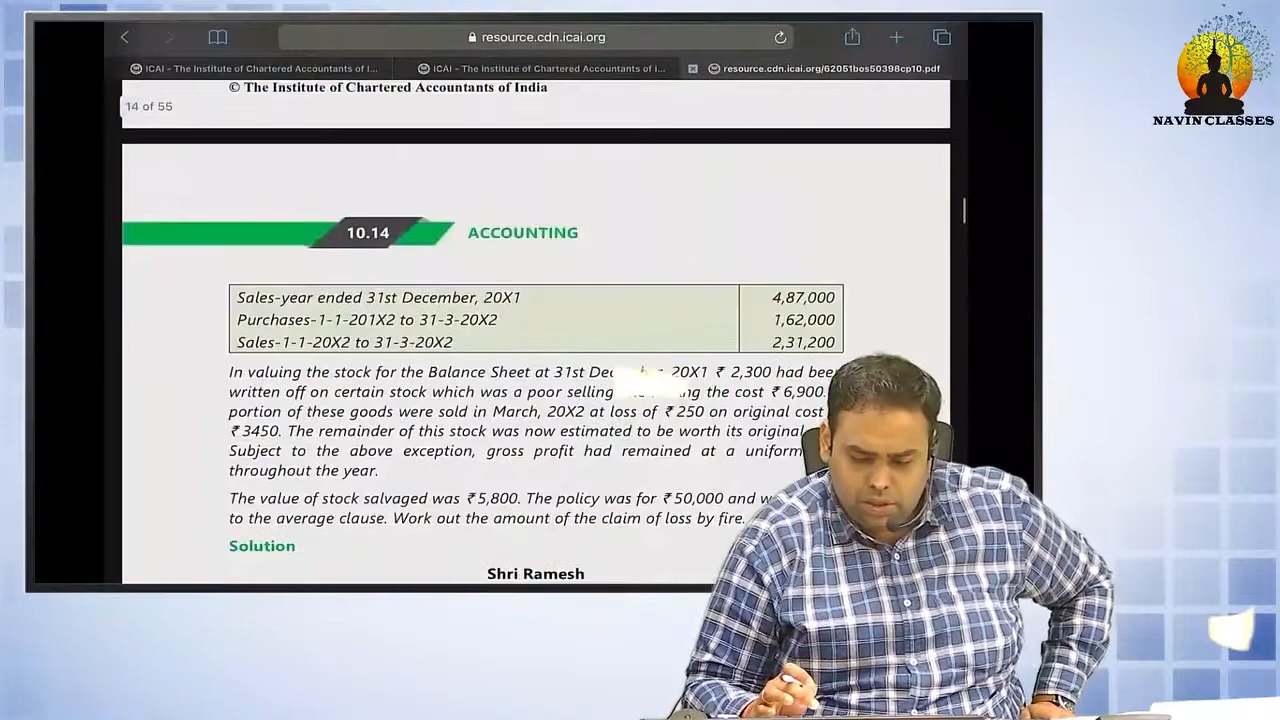 resource.cdn.icai.org
ICAI - The Institute of Chartered Accountants of I...
ICAI - The Institute of Chartered Accountants of I...
resource.cdn.icai.org/62051bos50398cp10.pdf
NAVIN CLASSES
© The Institute of Chartered Accountants of India
14 of 55
10.14
ACCOUNTING
Sales-year ended 31st December, 20X1 4,87,000
Purchases-1-1-201X2 to 31-3-20X2 1,62,000
Sales-1-1-20X2 to 31-3-20X2 2,31,200
In valuing the stock for the Balance Sheet at 31st 20X1 ₹ 2,300 had been
written off on certain stock which was a poor selling the cost ₹ 6,900.
portion of these goods were sold in March, 20X2 at loss of ₹ 250 on original cost
₹ 3450. The remainder of this stock was now estimated to be worth its original
Subject to the above exception, gross profit had remained at a uniform
throughout the year.
The value of stock salvaged was ₹ 5,800. The policy was for ₹ 50,000 and
to the average clause. Work out the amount of the claim of loss by fire.
Solution
Shri Ramesh